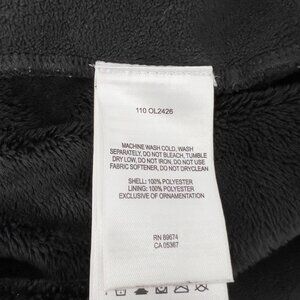 110 OL2426
MACHINE WASH COLD, WASH
SEPARATELY, DO NOT BLEACH, TUMBLE
DRY LOW, DO NOT IRON, DO NOT USE
FABRIC SOFTENER, DO NOT DRYCLEAN
SHELL: 100% POLYESTER
LINING: 100% POLYESTER
EXCLUSIVE OF ORNAMENTATION
RN 89674
CA 05367